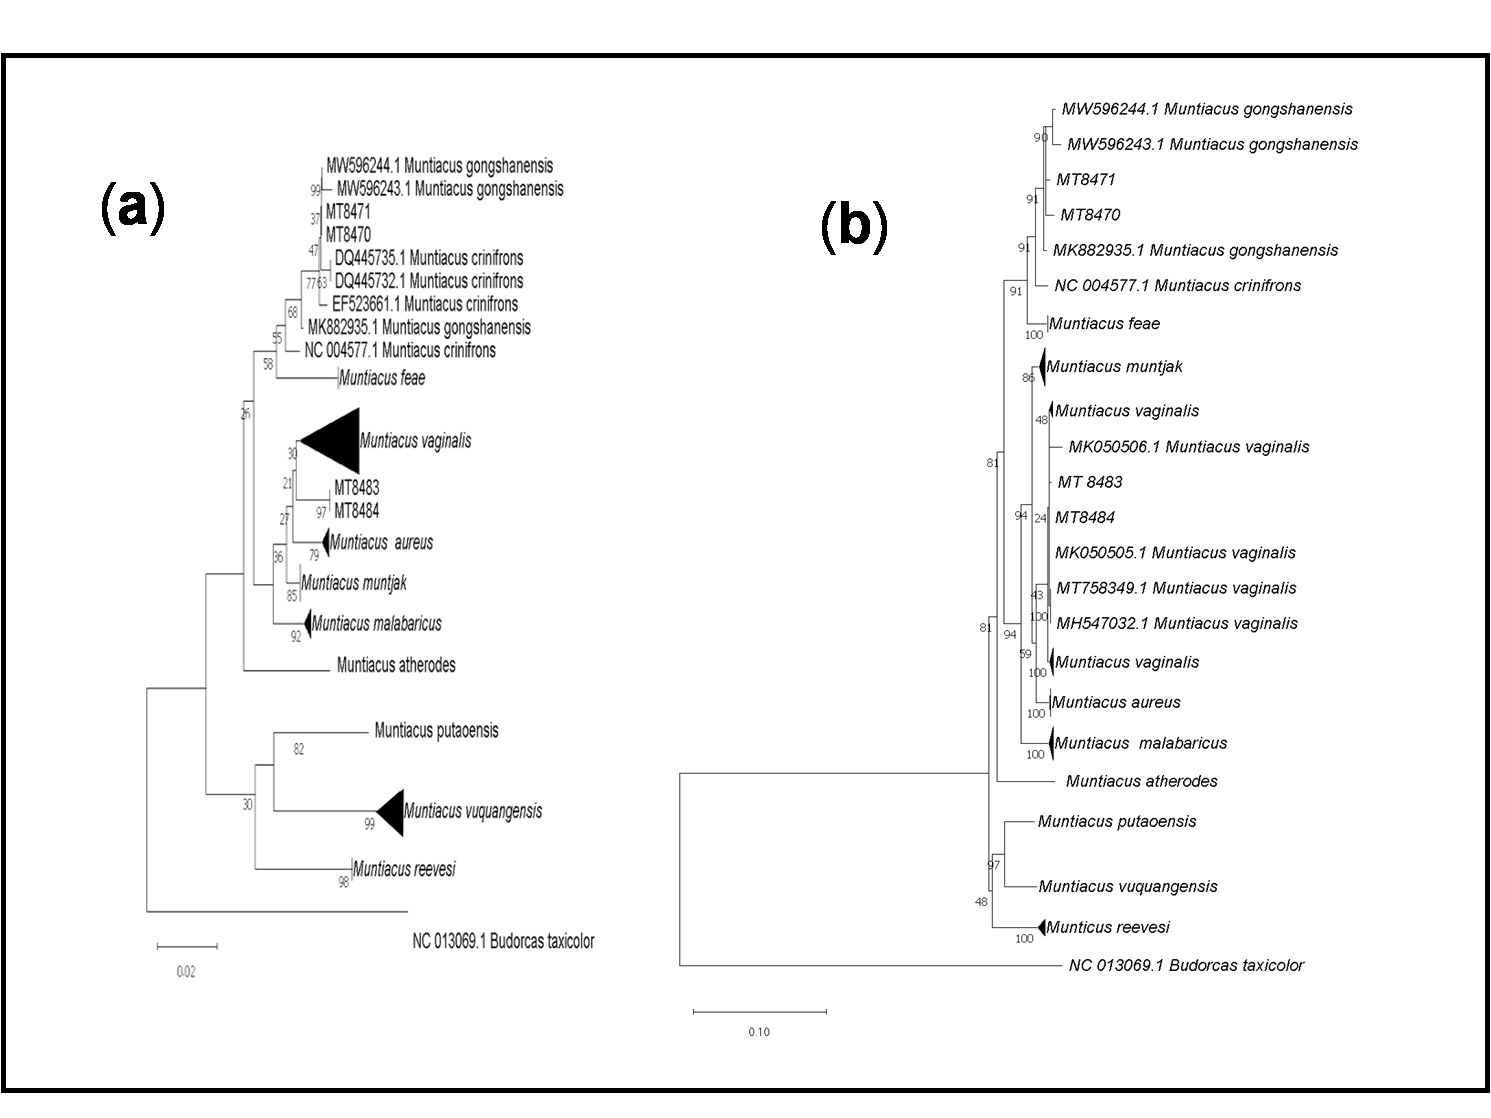 (a)
MW596244.1 Muntiacus gongshanensis
MW596243.1 Muntiacus gongshanensis
99
MT8471
37
MT8470
47
DQ445735.1 Muntiacus crinifrons
DQ445732.1 Muntiacus crinifrons
77
63
EF523661.1 Muntiacus crinifrons
68
MK882935.1 Muntiacus gongshanensis
55
NC 004577.1 Muntiacus crinifrons
58
Muntiacus feae
26
Muntiacus vaginalis
30
21
MT8483
MT8484
97
27
Muntiacus aureus
79
36
Muntiacus muntjak
85
Muntiacus malabaricus
92
Muntiacus atherodes
Muntiacus putaoensis
82
30
Muntiacus vuquangensis
99
Muntiacus reevesi
98
NC 013069.1 Budorcas taxicolor
0.02
(b)
MW596244.1 Muntiacus gongshanensis
90
MW596243.1 Muntiacus gongshanensis
MT8471
91
MT8470
91
MK882935.1 Muntiacus gongshanensis
NC 004577.1 Muntiacus crinifrons
91
Muntiacus feae
100
Muntiacus muntjak
86
Muntiacus vaginalis
48
MK050506.1 Muntiacus vaginalis
81
MT 8483
94
24
MT8484
MK050505.1 Muntiacus vaginalis
MT758349.1 Muntiacus vaginalis
43
100
MH547032.1 Muntiacus vaginalis
81
94
59
Muntiacus vaginalis
100
Muntiacus aureus
100
Muntiacus malabaricus
100
Muntiacus atherodes
Muntiacus putaoensis
97
Muntiacus vuquangensis
48
Munticus reevesi
100
NC 013069.1 Budorcas taxicolor
0.10